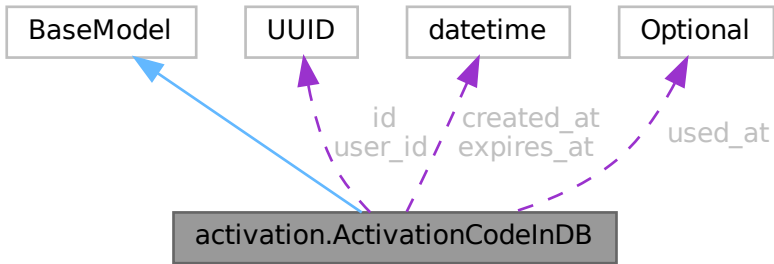 BaseModel
UUID
datetime
Optional
id
user_id
created_at
expires_at
used_at
activation.ActivationCodeInDB